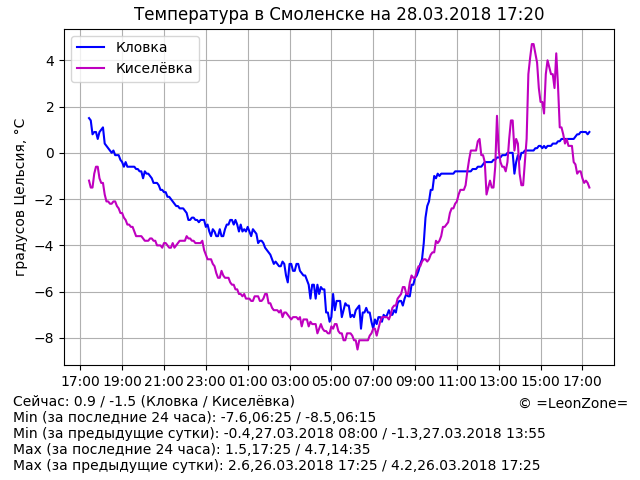 Температура в Смоленске на 28.03.2018 17:20
Кловка
Киселёвка
градусов Цельсия, °C
4
2
0
−2
−4
−6
−8
17:00 19:00 21:00 23:00 01:00 03:00 05:00 07:00 09:00 11:00 13:00 15:00 17:00
Сейчас: 0.9 / -1.5 (Кловка / Киселёвка)
© =LeonZone=
Min (за последние 24 часа): -7.6,06:25 / -8.5,06:15
Min (за предыдущие сутки): -0.4,27.03.2018 08:00 / -1.3,27.03.2018 13:55
Max (за последние 24 часа): 1.5,17:25 / 4.7,14:35
Max (за предыдущие сутки): 2.6,26.03.2018 17:25 / 4.2,26.03.2018 17:25